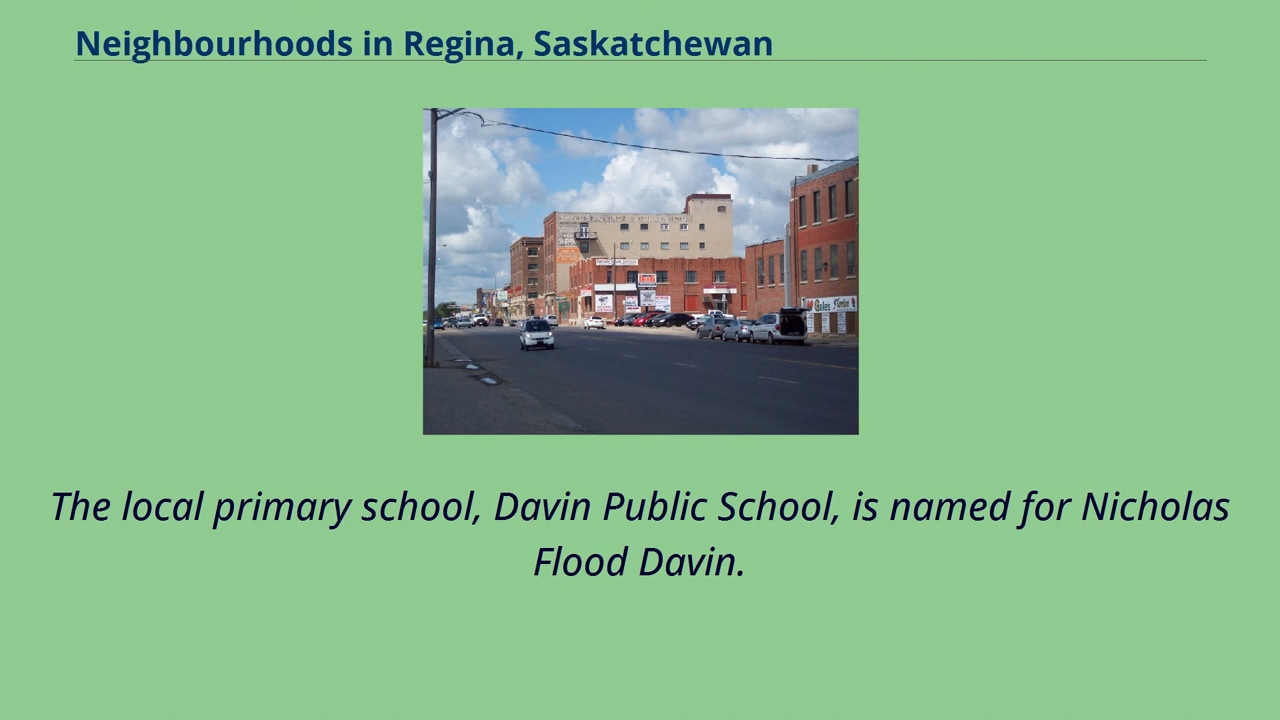 Neighbourhoods in Regina, Saskatchewan
The local primary school, Davin Public School, is named for Nicholas
Flood Davin.